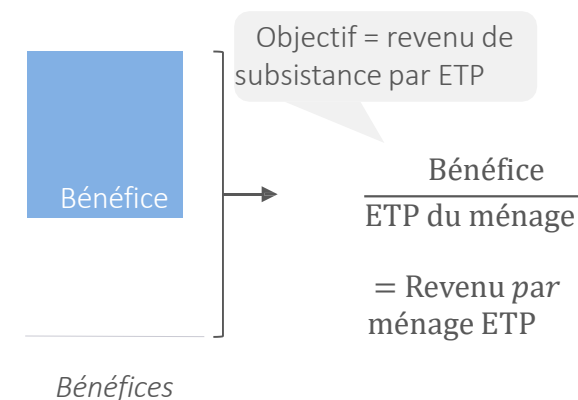 Objectif = revenu de
subsistance par ETP
Bénéfice
Bénéfice
ETP du ménage
= Revenu par
ménage ETP
Bénéfices